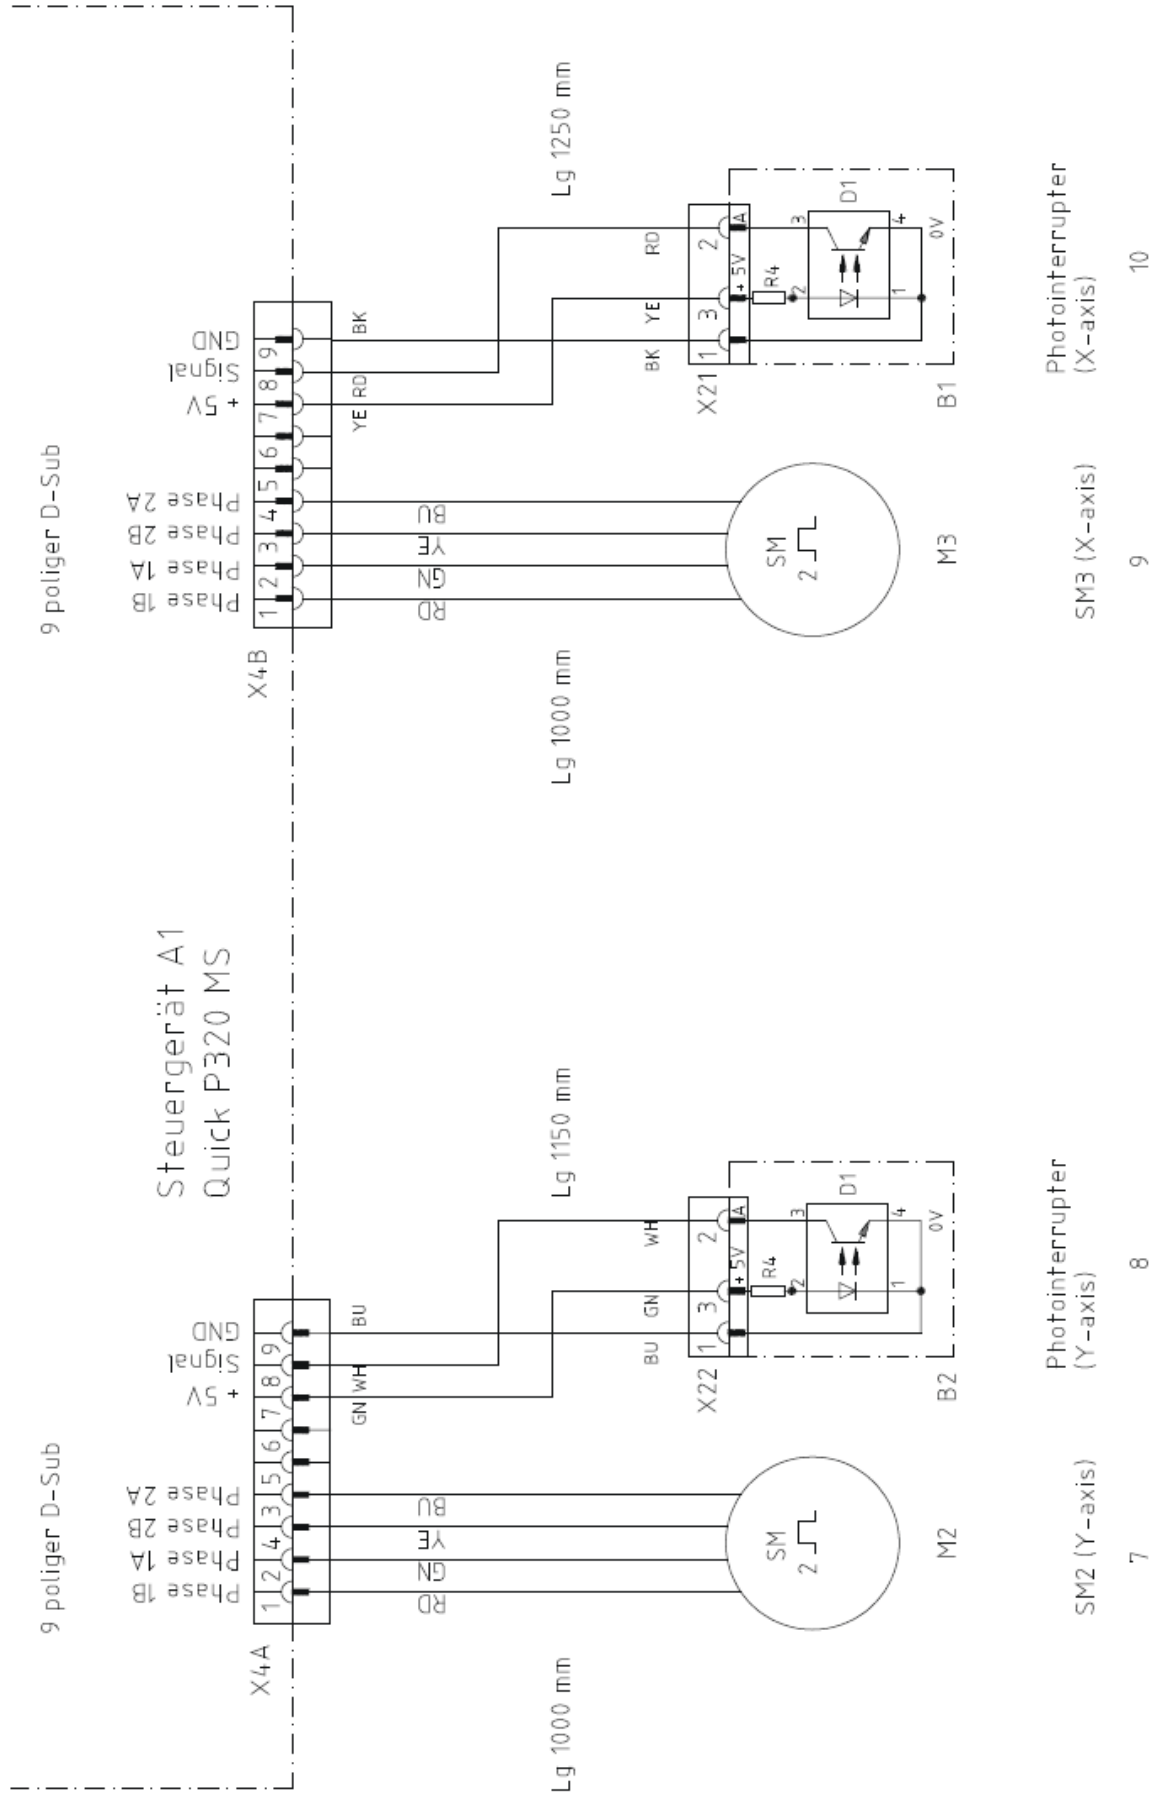 9 poliger D-Sub
9 poliger D-Sub
Steuergerät A1
Quick P320 MS
Phase 1B
Phase 1A
Phase 2B
Phase 2A
+ 5V
Signal
GND
X4A
1 2 4 3 5 6 7 8 9
Phase 1B
Phase 1A
Phase 2B
Phase 2A
+ 5V
Signal
GND
X4B
1 2 3 4 5 6 7 8 9
GN WH BU
YE RD BK
RD GN YE BU
RD GN YE BU
Lg 1000 mm
Lg 1150 mm
Lg 1000 mm
Lg 1250 mm
BU GN WH
BK YE RD
X22
1 3 2
+ 5V A
X21
1 3 2
+ 5V A
SM
2
R4
2 3
D1
1 4
0V
SM
2
R4
2 3
D1
1 4
0V
M2
B2
M3
B1
SM2 (Y-axis)
Photointerrupter
(Y-axis)
SM3 (X-axis)
Photointerrupter
(X-axis)
7 8 9 10